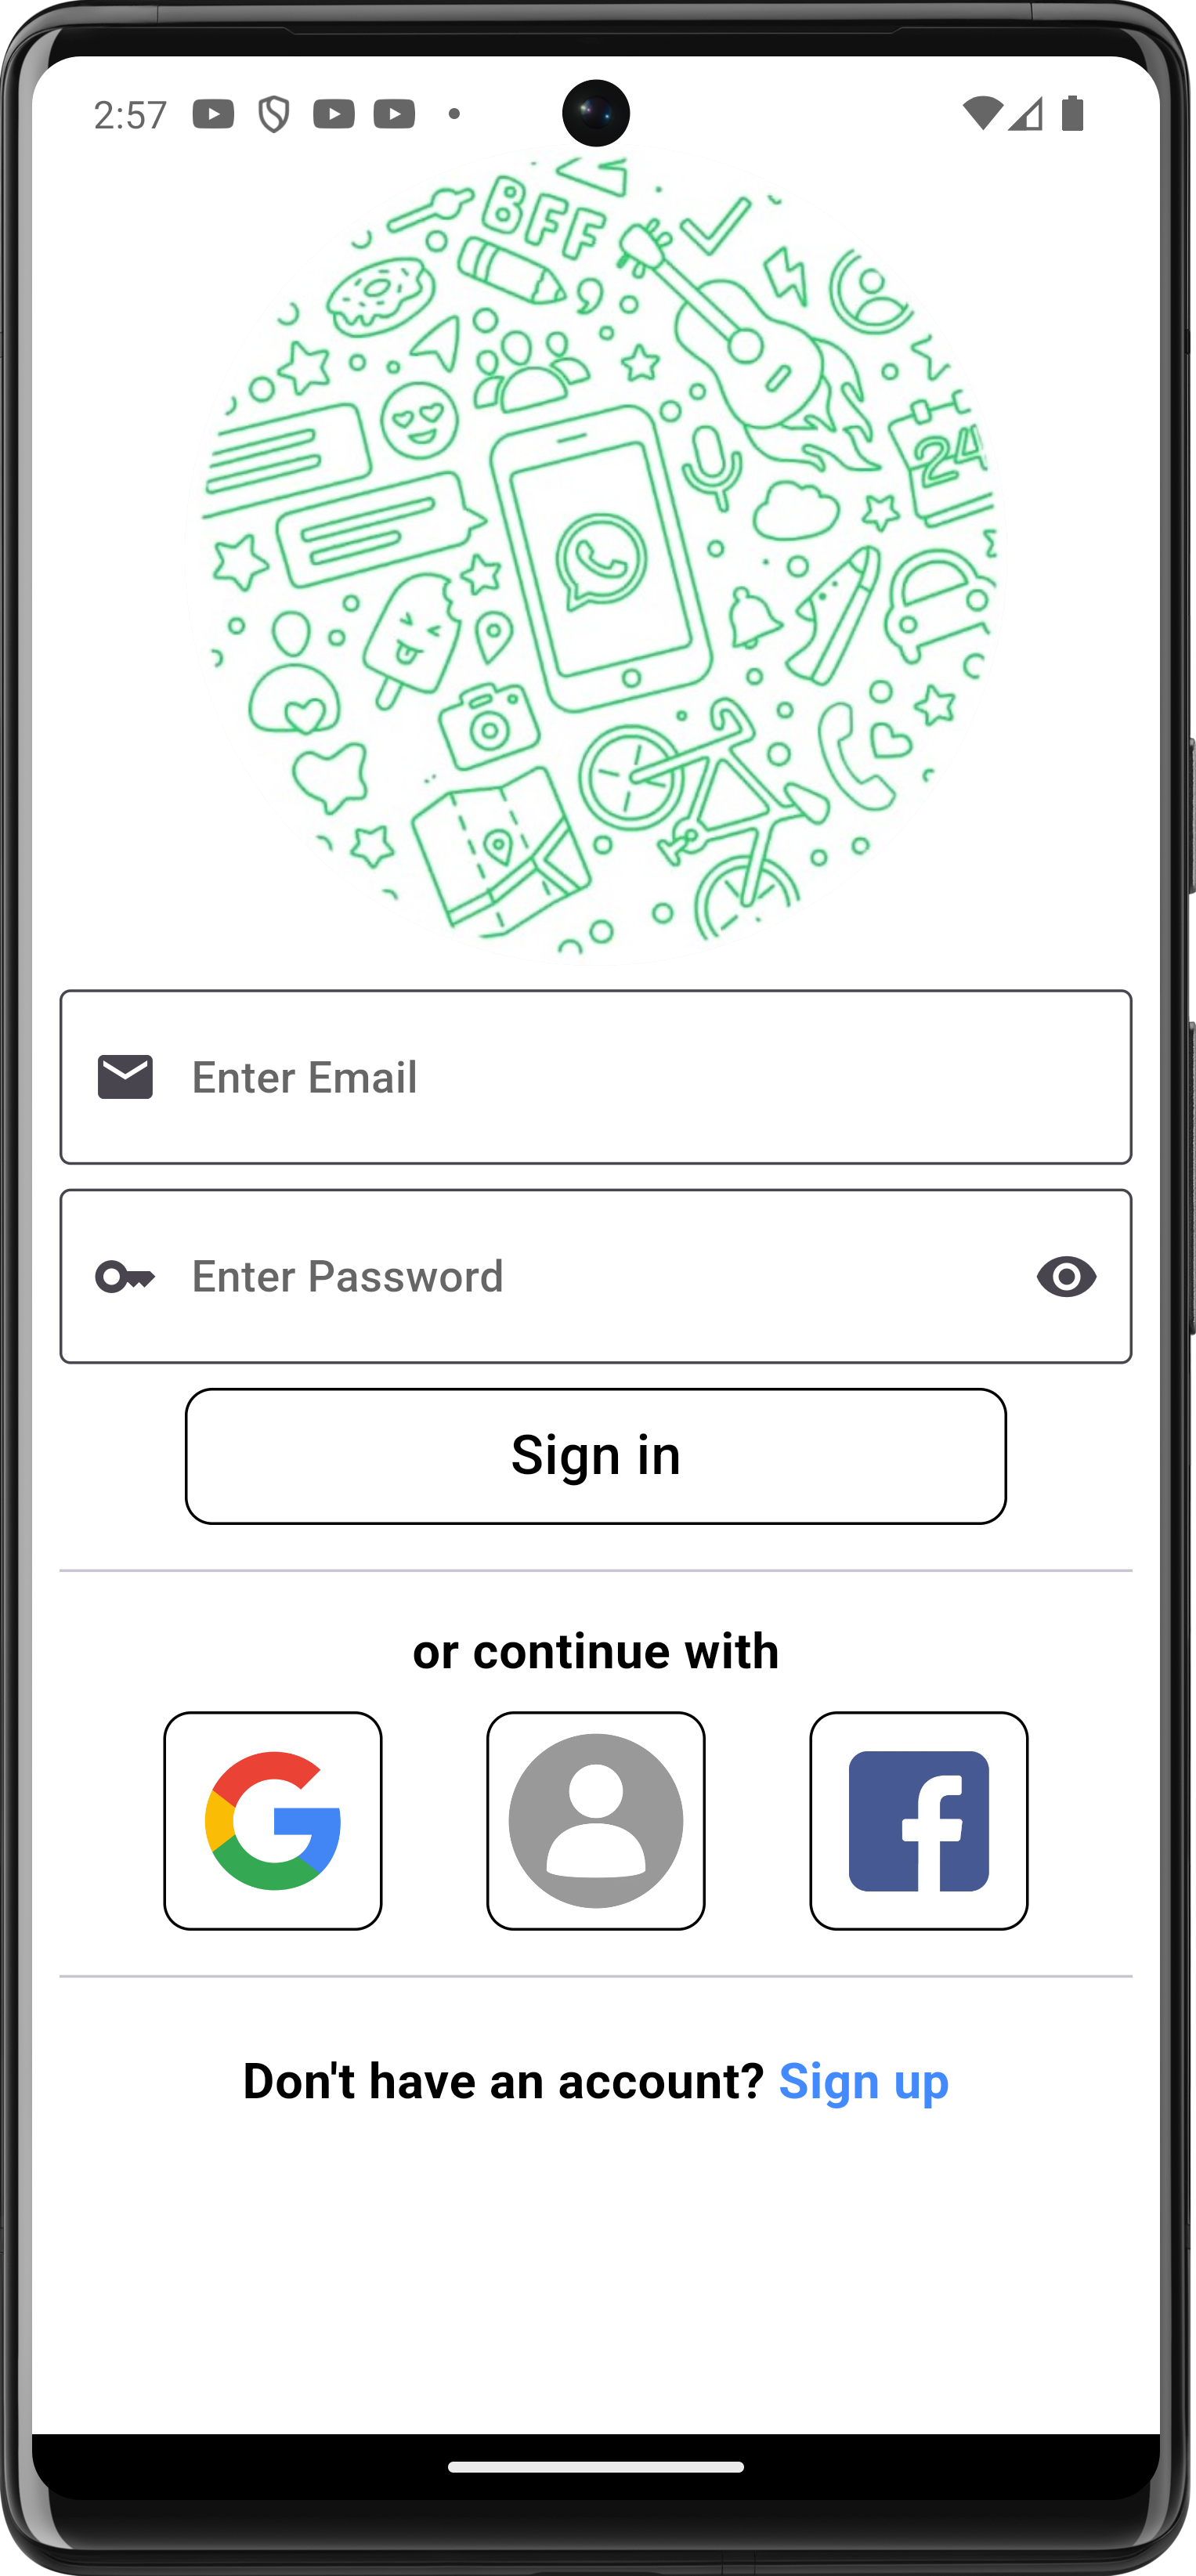 2:57
BFF
24
Enter Email
Enter Password
Sign in
or continue with
Don't have an account? Sign up